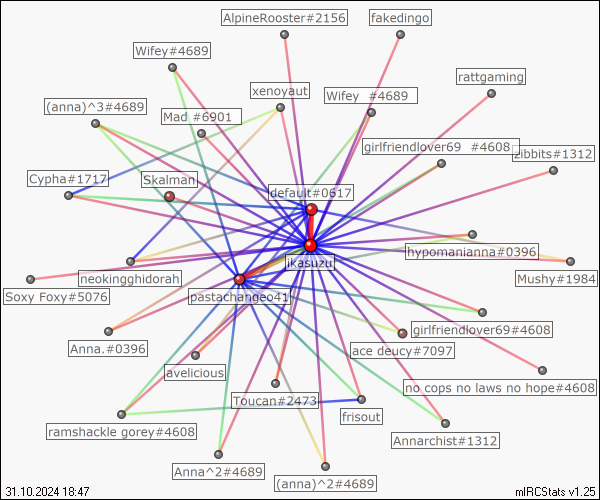 AlpineRooster#2156
fakedingo
Wifey#4689
rattgaming
xenoyaut
Wifey #4689
(anna)^3#4689
Mad #6901
girlfriendlover69 #4608
zibbits#1312
Cypha#1717
Skalman
default#0617
hypomanianna#0396
jkasuzu
neokingghidorah
Mushy#1984
Soxy Foxy#5076
pastachangeo41
girlfriendlover69#4608
Anna.#0396
ace deucy#7097
avelicious
no cops no laws no hope#4608
Toucan#2473
frisout
ramshackle gorey#4608
Annarchist#1312
Anna^2#4689
(anna)^2#4689
31.10.2024 18:47
mIRCStats v1.25